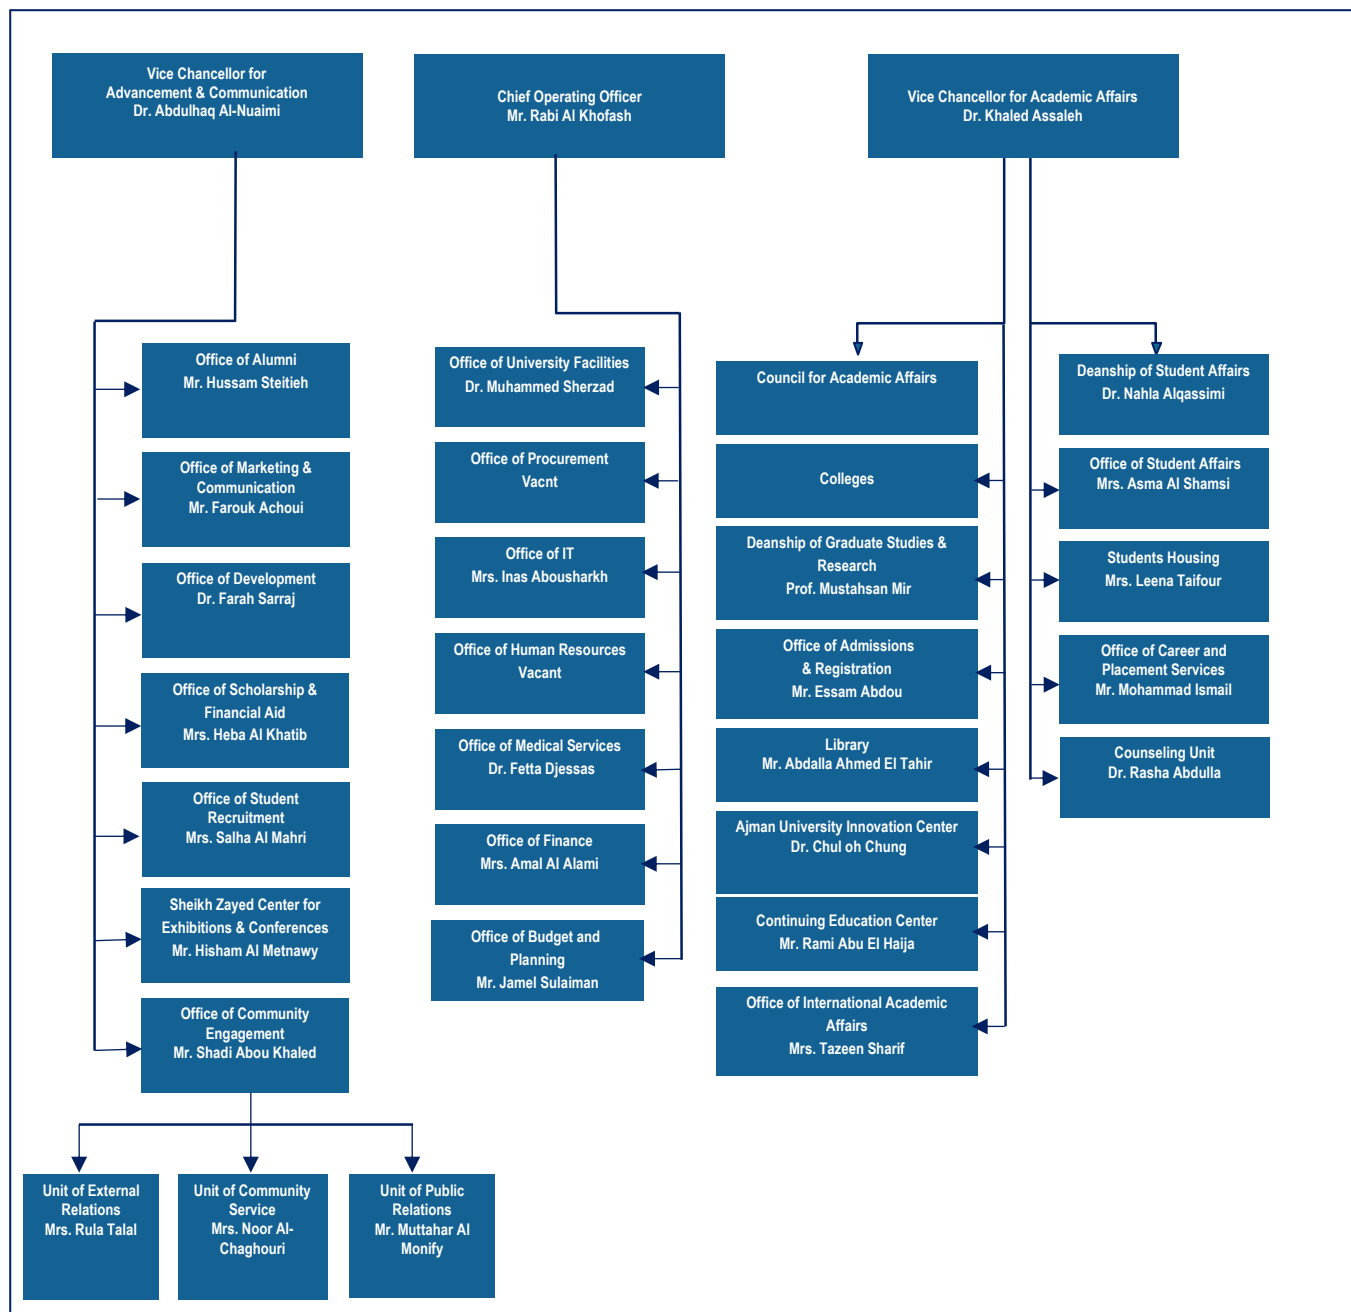 Vice Chancellor for
Advancement & Communication
Dr. Abdulhaq Al-Nuaimi
Chief Operating Officer
Mr. Rabi Al Khofash
Vice Chancellor for Academic Affairs
Dr. Khaled Assaleh
Office of Alumni
Mr. Hussam Steitieh
Office of Marketing &
Communication
Mr. Farouk Achoui
Office of Development
Dr. Farah Sarraj
Office of Scholarship &
Financial Aid
Mrs. Heba Al Khatib
Office of Student
Recruitment
Mrs. Salha Al Mahri
Sheikh Zayed Center for
Exhibitions & Conferences
Mr. Hisham Al Metnawy
Office of Community
Engagement
Mr. Shadi Abou Khaled
Unit of External
Relations
Mrs. Rula Talal
Unit of Community
Service
Mrs. Noor Al-
Chaghouri
Unit of Public
Relations
Mr. Muttahar Al
Monify
Office of University Facilities
Dr. Muhammed Sherzad
Office of Procurement
Vacnt
Office of IT
Mrs. Inas Abousharkh
Office of Human Resources
Vacant
Office of Medical Services
Dr. Fetta Djessas
Office of Finance
Mrs. Amal Al Alami
Office of Budget and
Planning
Mr. Jamel Sulaiman
Council for Academic Affairs
Colleges
Deanship of Graduate Studies &
Research
Prof. Mustahsan Mir
Office of Admissions
& Registration
Mr. Essam Abdou
Library
Mr. Abdalla Ahmed El Tahir
Ajman University Innovation Center
Dr. Chul oh Chung
Continuing Education Center
Mr. Rami Abu El Haija
Office of International Academic
Affairs
Mrs. Tazeen Sharif
Deanship of Student Affairs
Dr. Nahla Alqassimi
Office of Student Affairs
Mrs. Asma Al Shamsi
Students Housing
Mrs. Leena Taifour
Office of Career and
Placement Services
Mr. Mohammad Ismail
Counseling Unit
Dr. Rasha Abdulla